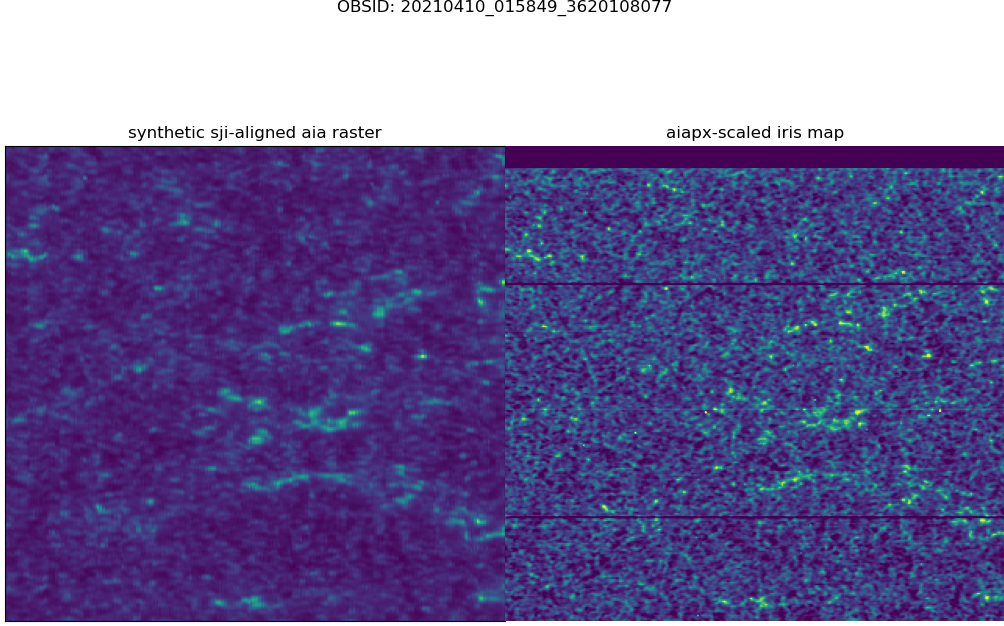 OBSID: 20210410_015849_3620108077
synthetic sji-aligned aia raster
aiapx-scaled iris map